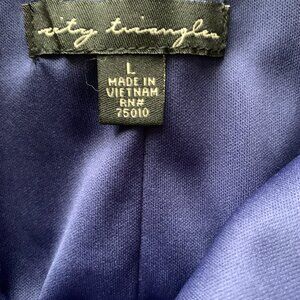 city triangles
L
MADE IN
VIETNAM
RN#
75010